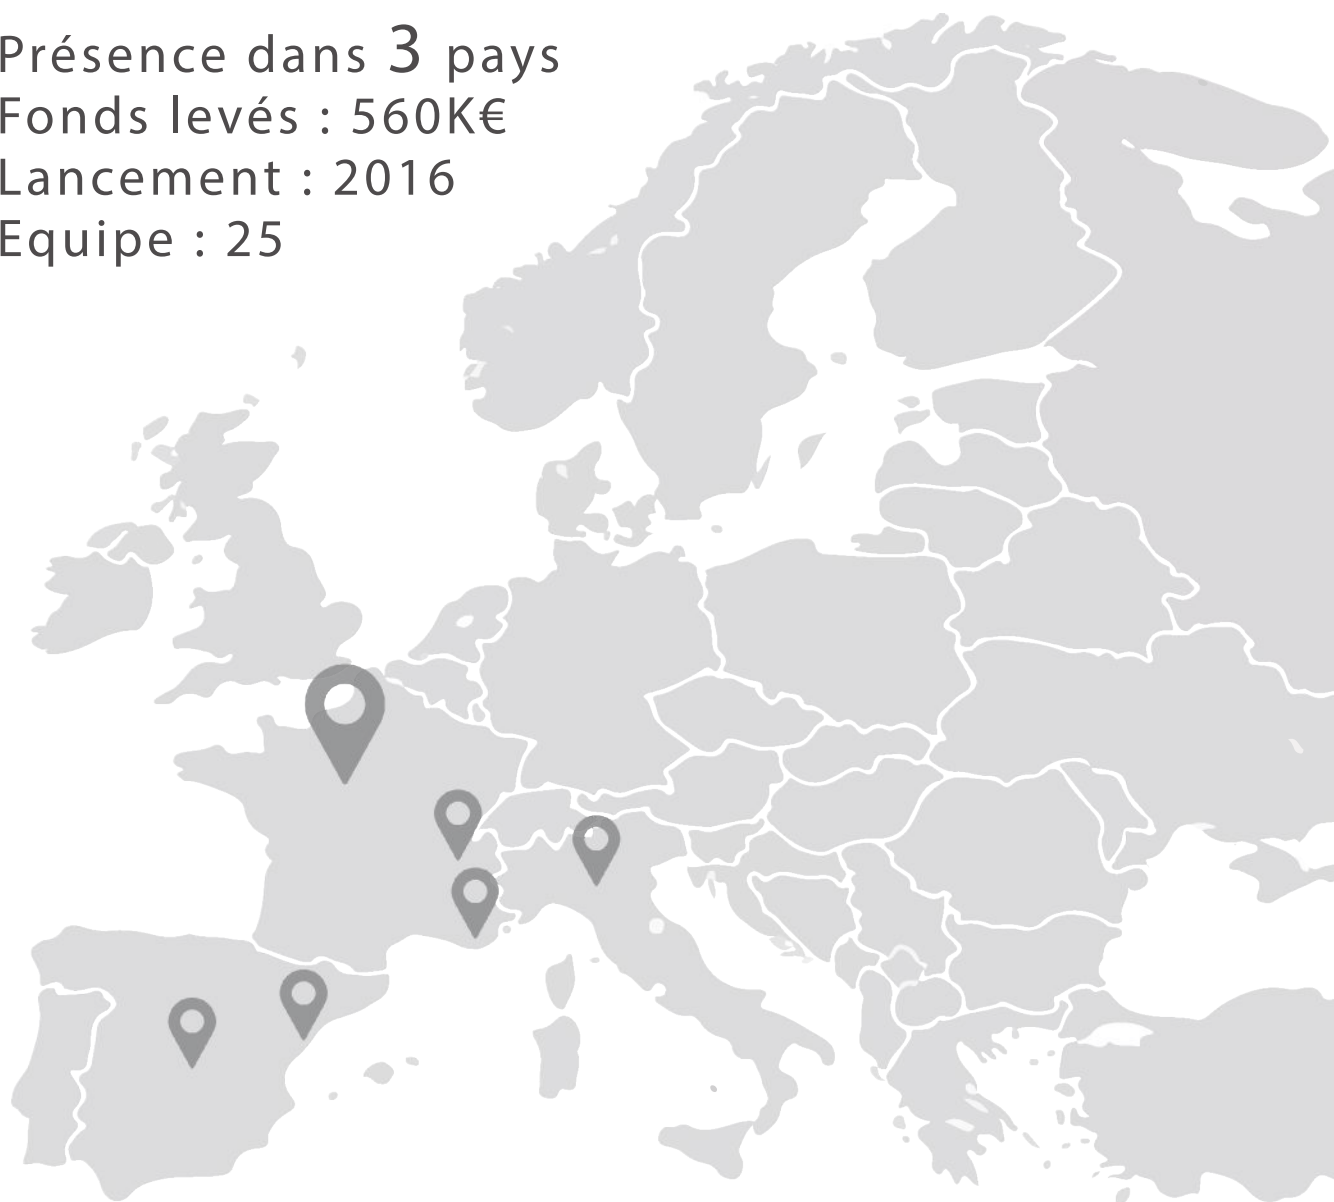 Présence dans 3 pays
Fonds levés : 560K€
Lancement : 2016
Equipe : 25